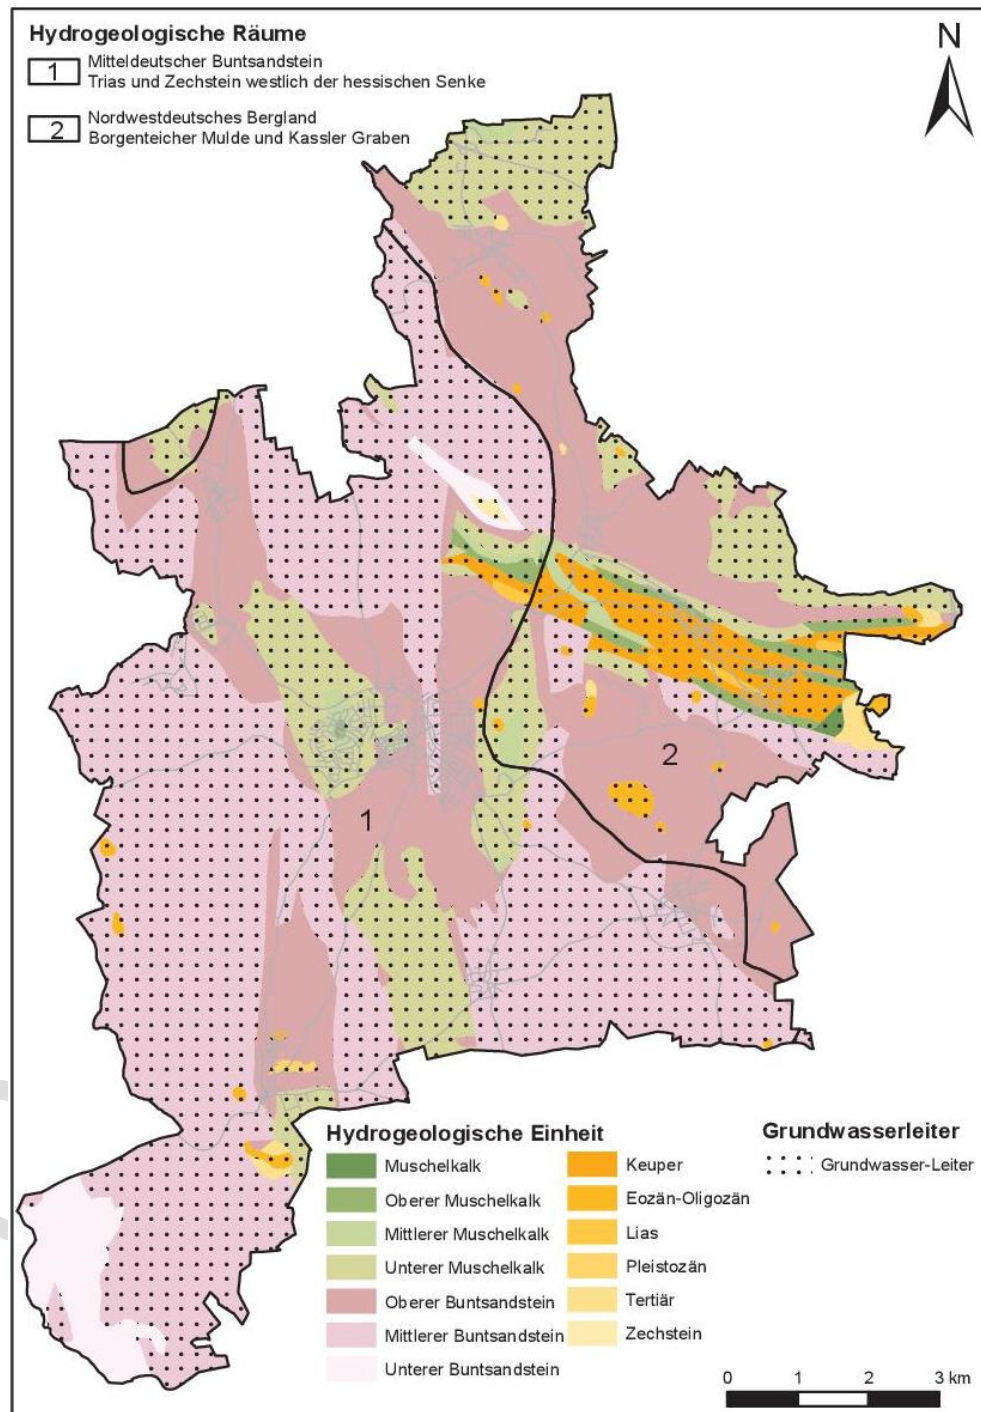 Hydrogeologische Räume
1 Mitteldeutscher Buntsandstein
Trias und Zechstein westlich der hessischen Senke
2 Nordwestdeutsches Bergland
Borgenteicher Mulde und Kassler Graben
N
2
1
Hydrogeologische Einheit
Muschelkalk
Oberer Muschelkalk
Mittlerer Muschelkalk
Unterer Muschelkalk
Oberer Buntsandstein
Mittlerer Buntsandstein
Unterer Buntsandstein
Keuper
Eozän-Oligozän
Lias
Pleistozän
Tertiär
Zechstein
Grundwasserleiter
Grundwasser-Leiter
0 1 2 3 km